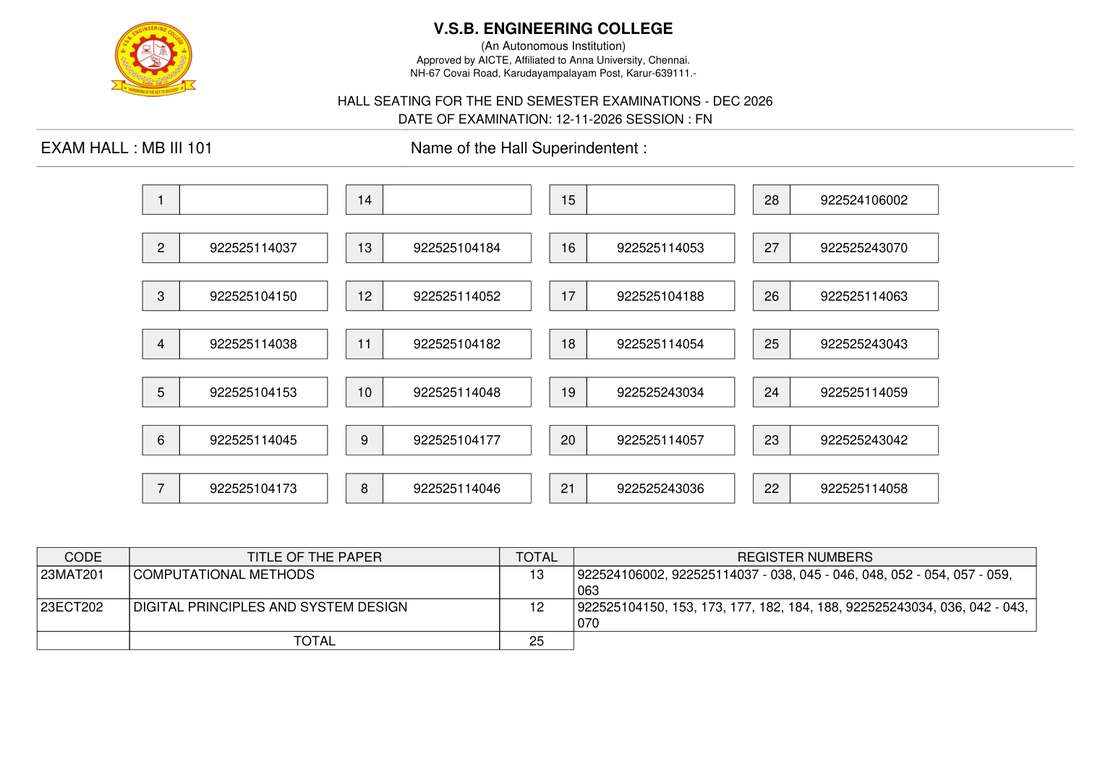 V.S.B. ENGINEERING COLLEGE
(An Autonomous Institution)
Approved by AICTE, Affiliated to Anna University, Chennai.
NH-67 Covai Road, Karudayampalayam Post, Karur-639111.-
HALL SEATING FOR THE END SEMESTER EXAMINATIONS - DEC 2026
DATE OF EXAMINATION: 12-11-2026 SESSION : FN
EXAM HALL : MB III 101 Name of the Hall Superindentent :
1 14 15 28 922524106002
2 922525114037 13 922525104184 16 922525114053 27 922525243070
3 922525104150 12 922525114052 17 922525104188 26 922525114063
4 922525114038 11 922525104182 18 922525114054 25 922525243043
5 922525104153 10 922525114048 19 922525243034 24 922525114059
6 922525114045 9 922525104177 20 922525114057 23 922525243042
7 922525104173 8 922525114046 21 922525243036 22 922525114058
CODE TITLE OF THE PAPER TOTAL REGISTER NUMBERS
23MAT201 COMPUTATIONAL METHODS 13 922524106002, 922525114037 - 038, 045 - 046, 048, 052 - 054, 057 - 059,
063
23ECT202 DIGITAL PRINCIPLES AND SYSTEM DESIGN 12 922525104150, 153, 173, 177, 182, 184, 188, 922525243034, 036, 042 - 043,
070
TOTAL 25